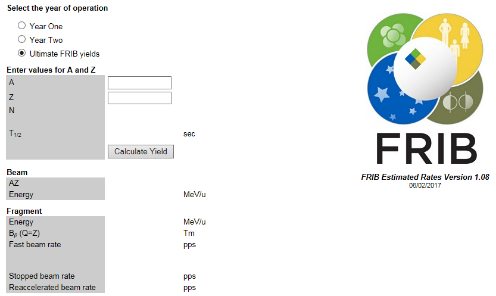 Select the year of operation
Year One
Year Two
Ultimate FRIB yields
Enter values for A and Z
A
Z
N
T1/2 sec
Calculate Yield
Beam
AZ
Energy MeV/u
Fragment
Energy MeV/u
Bρ (Q=Z) Tm
Fast beam rate pps
Stopped beam rate pps
Reaccelerated beam rate pps
FRIB
FRIB Estimated Rates Version 1.08
06/02/2017